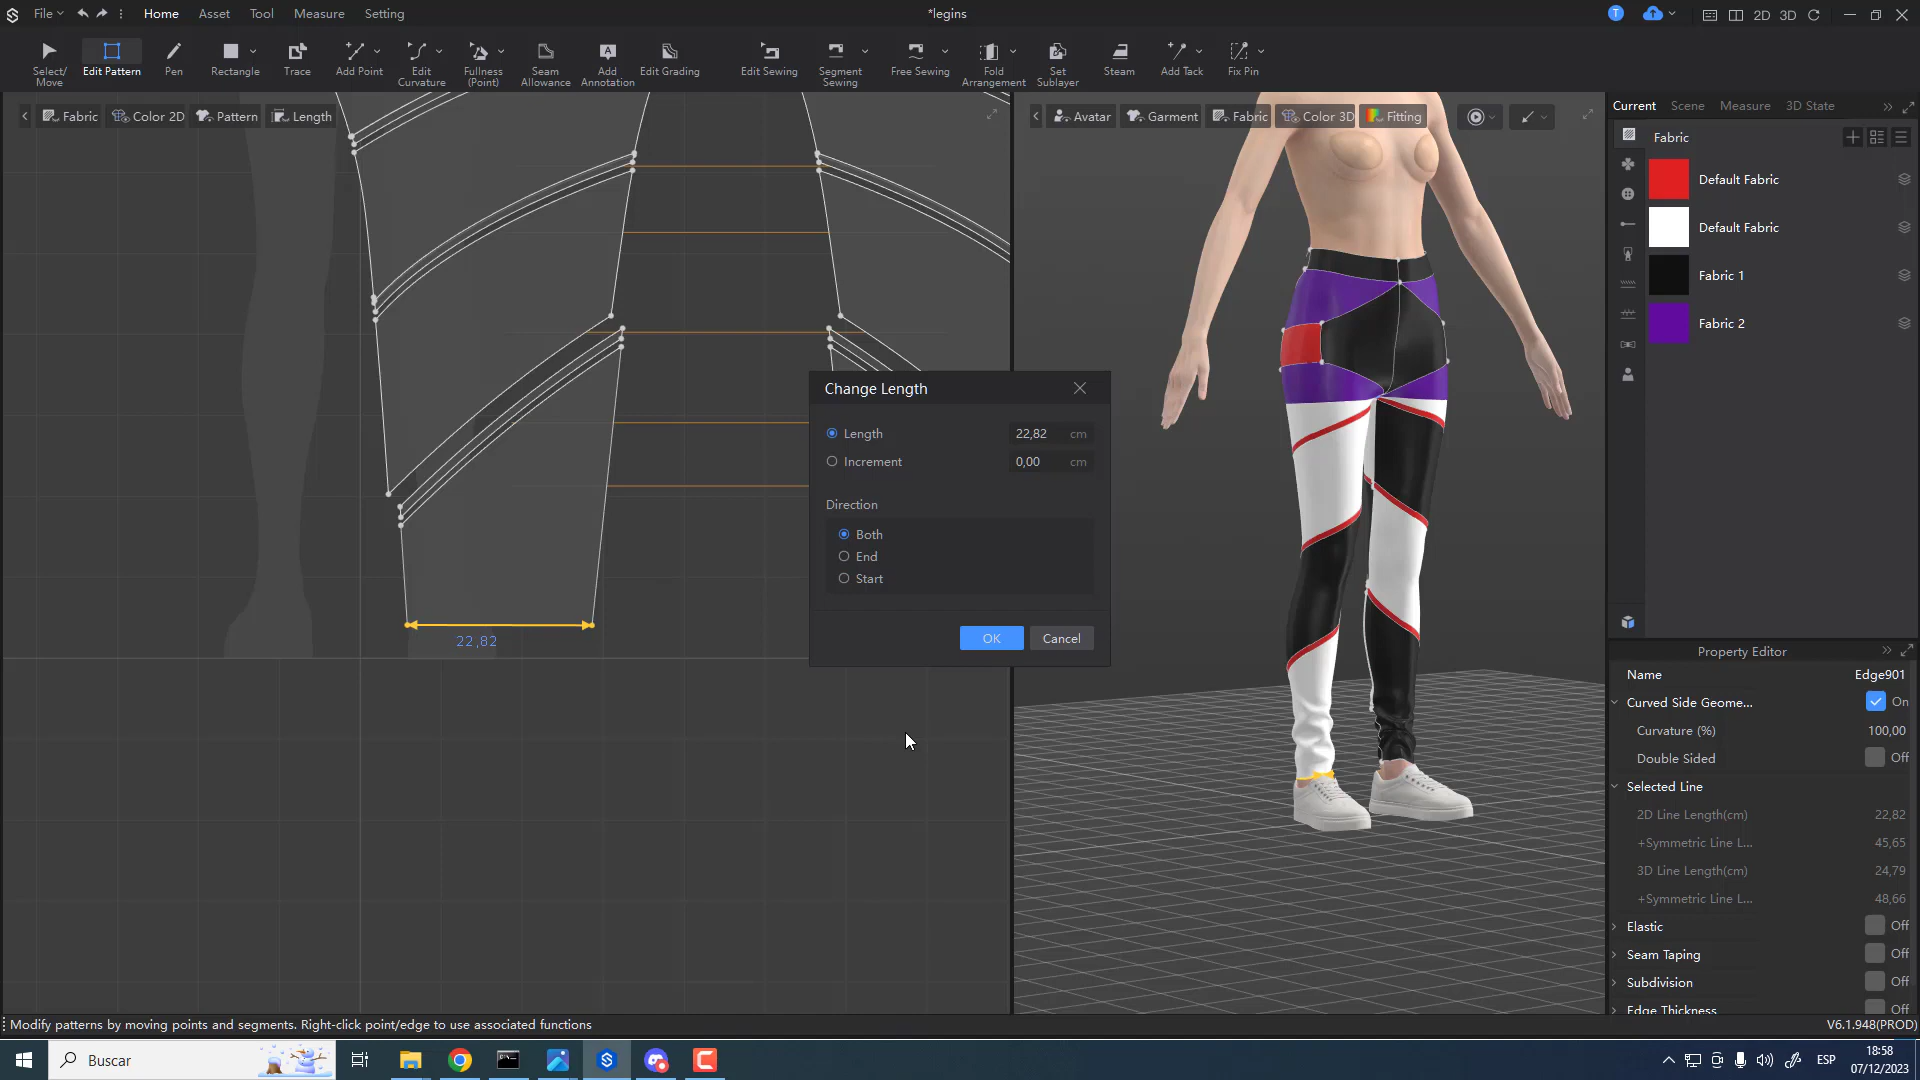 File
Home
Asset
Tool
Measure
Setting
*legins
T
2D
3D
Select/
Move
Edit Pattern
Pen
Rectangle
Trace
Add Point
Edit
Curvature
Fullness
(Point)
Seam
Allowance
Add
Annotation
Edit Grading
Edit Sewing
Segment
Sewing
Free Sewing
Fold
Arrangement
Set
Sublayer
Steam
Add Tack
Fix Pin
Fabric
Color 2D
Pattern
Length
Avatar
Garment
Fabric
Color 3D
Fitting
Current
Scene
Measure
3D State
Fabric
Default Fabric
Default Fabric
Fabric 1
Fabric 2
Change Length
Length
22,82
cm
Increment
0,00
cm
Direction
Both
End
Start
OK
Cancel
22,82
Property Editor
Name
Edge901
Curved Side Geome...
On
Curvature (%)
100,00
Double Sided
Off
Selected Line
2D Line Length(cm)
22,82
+Symmetric Line L...
45,65
3D Line Length(cm)
24,79
+Symmetric Line L...
48,66
Elastic
Off
Seam Taping
Off
Subdivision
Off
Edge Thickness
Off
Modify patterns by moving points and segments. Right-click point/edge to use associated functions
V6.1.948(PROD)
Buscar
ESP
18:58
07/12/2023